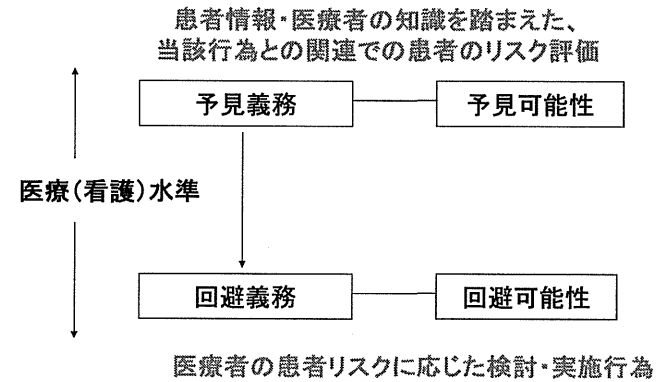 患者情報・医療者の知識を踏まえた、
当該行為との関連での患者のリスク評価
予見義務
予見可能性
医療(看護)水準
回避義務
回避可能性
医療者の患者リスクに応じた検討・実施行為